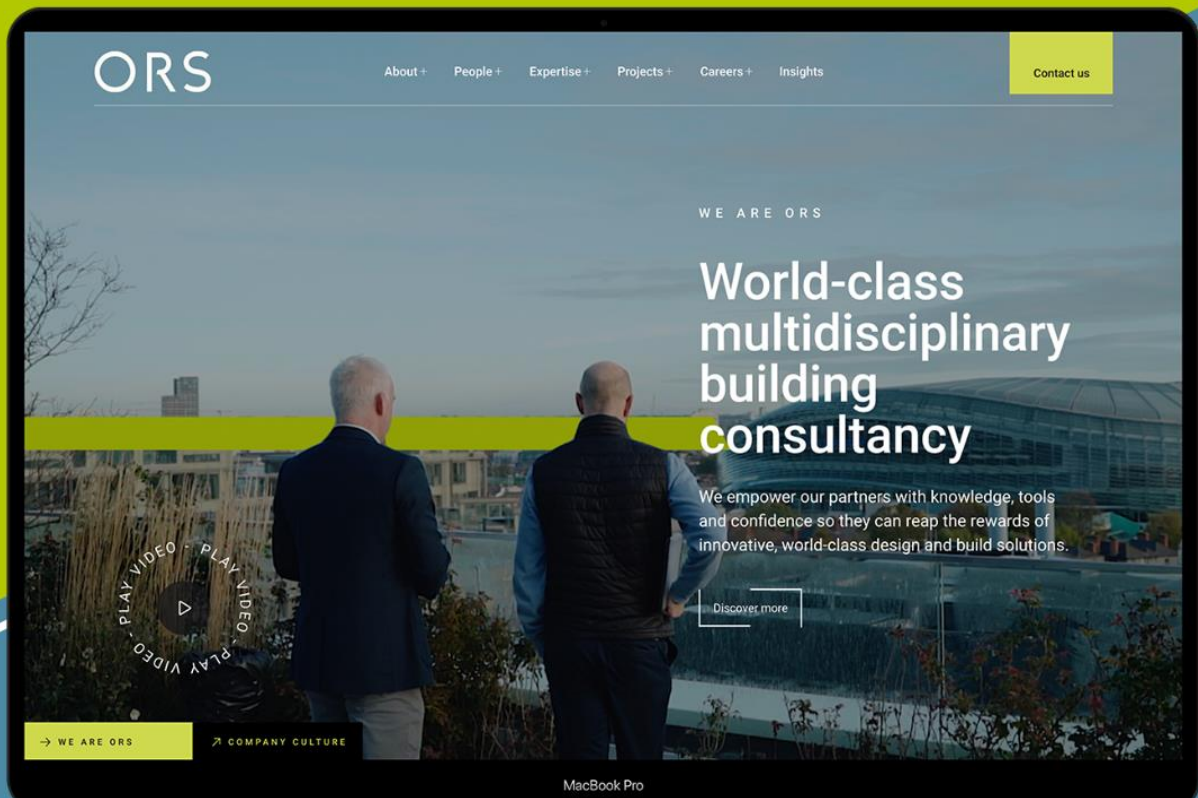 ORS
About +
People +
Expertise +
Projects +
Careers +
Insights
Contact us
WE ARE ORS
World-class
multidisciplinary
building
consultancy
We empower our partners with knowledge, tools
and confidence so they can reap the rewards of
innovative, world-class design and build solutions.
Discover more
PLAY VIDEO - PLAY VIDEO - PLAY VIDEO -
→ WE ARE ORS
↗ COMPANY CULTURE
MacBook Pro